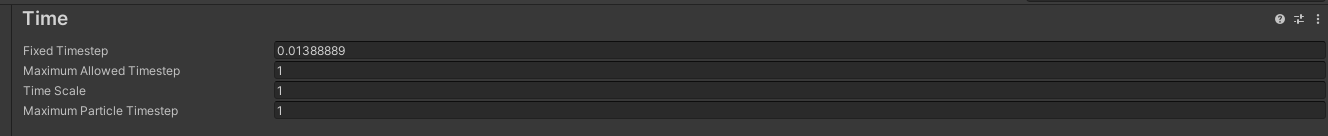 Time
Fixed Timestep 0.01388889
Maximum Allowed Timestep 1
Time Scale 1
Maximum Particle Timestep 1